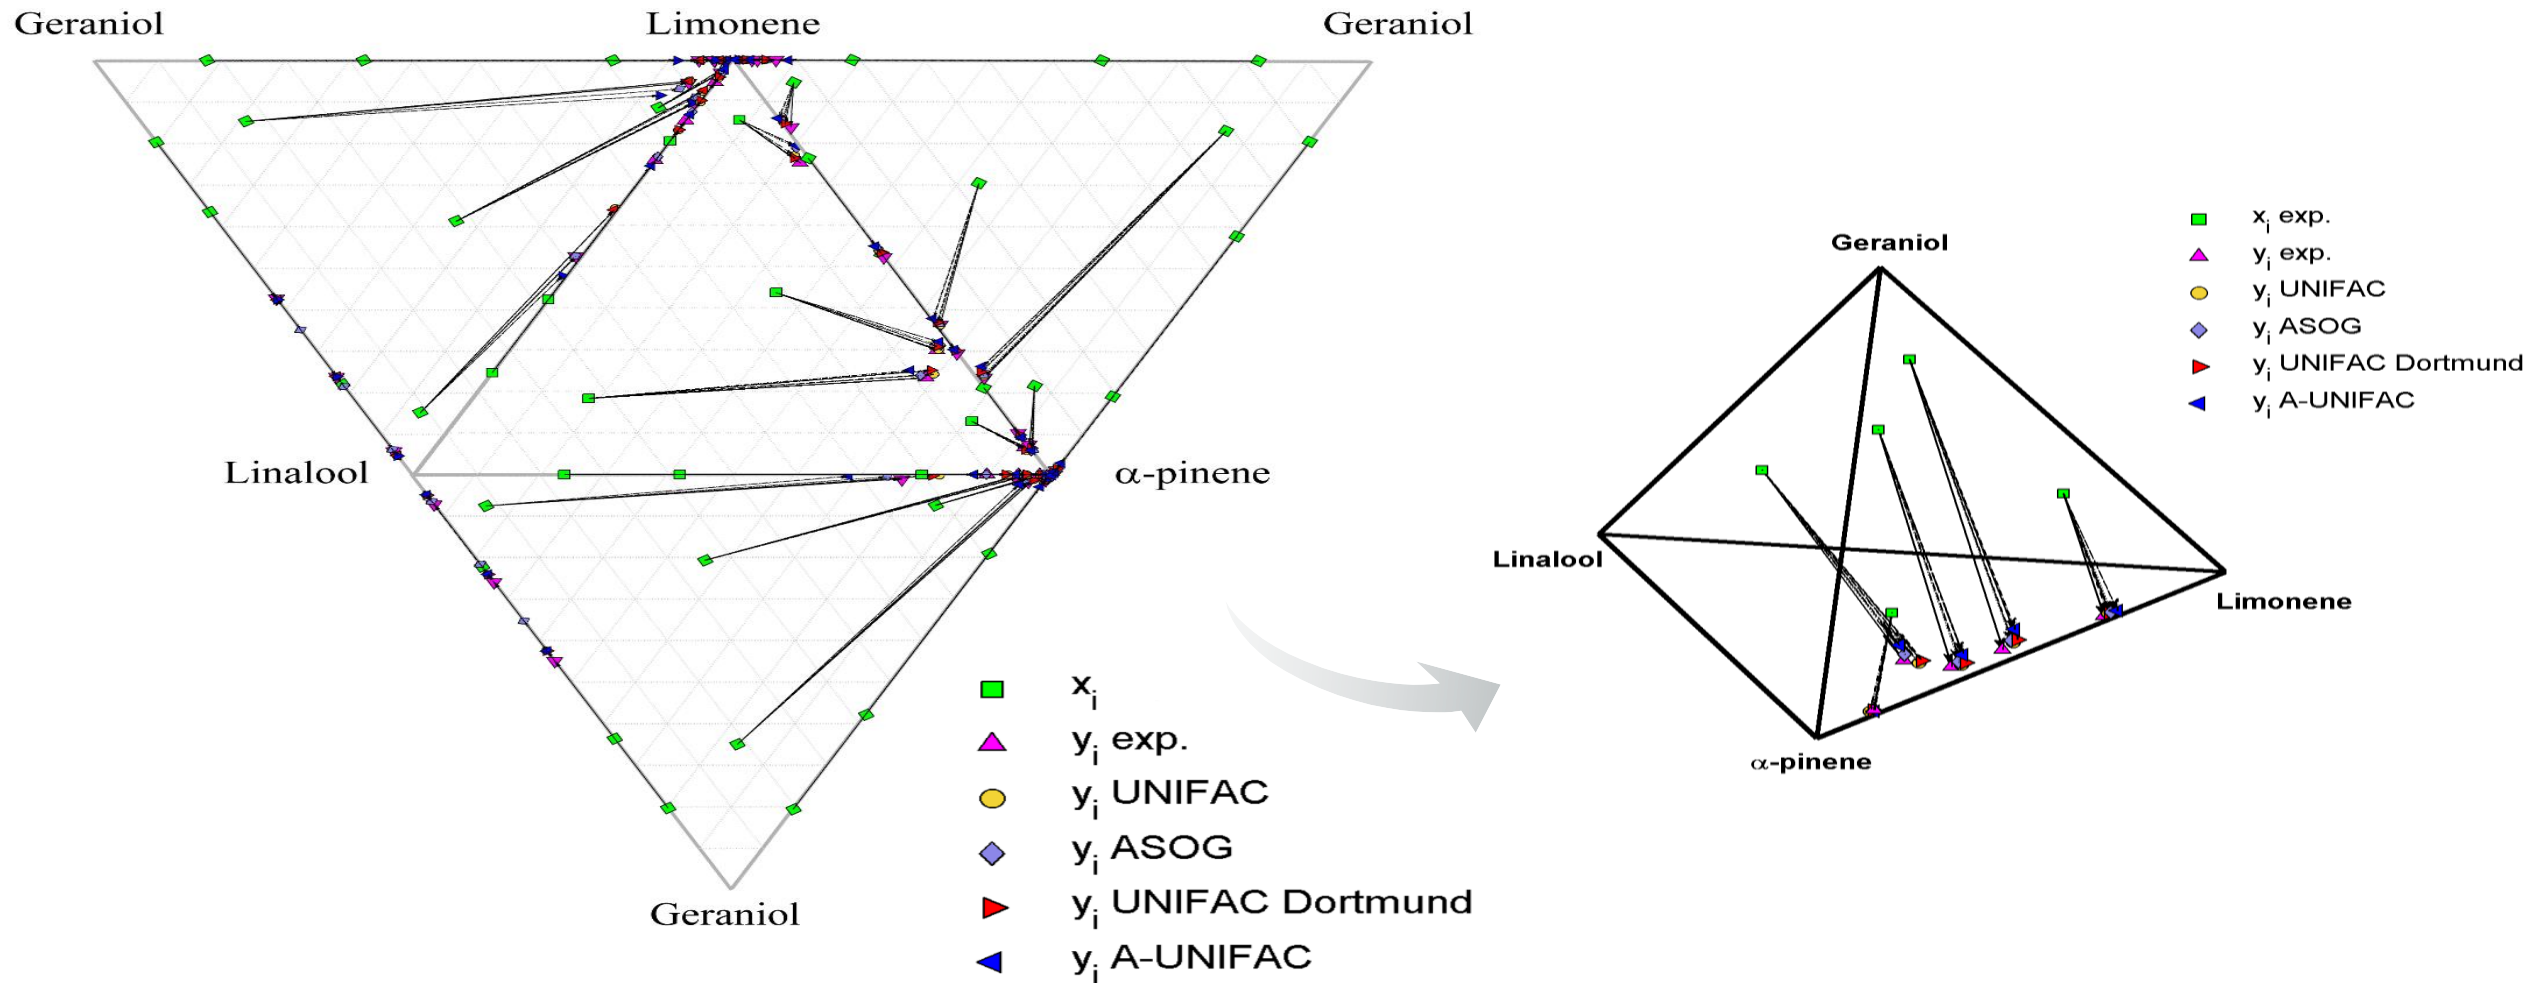 Geraniol
Limonene
Geraniol
Linalool
α-pinene
Geraniol
xi
yi exp.
yi UNIFAC
yi ASOG
yi UNIFAC Dortmund
yi A-UNIFAC
Geraniol
Linalool
Limonene
α-pinene
xi exp.
yi exp.
yi UNIFAC
yi ASOG
yi UNIFAC Dortmund
yi A-UNIFAC